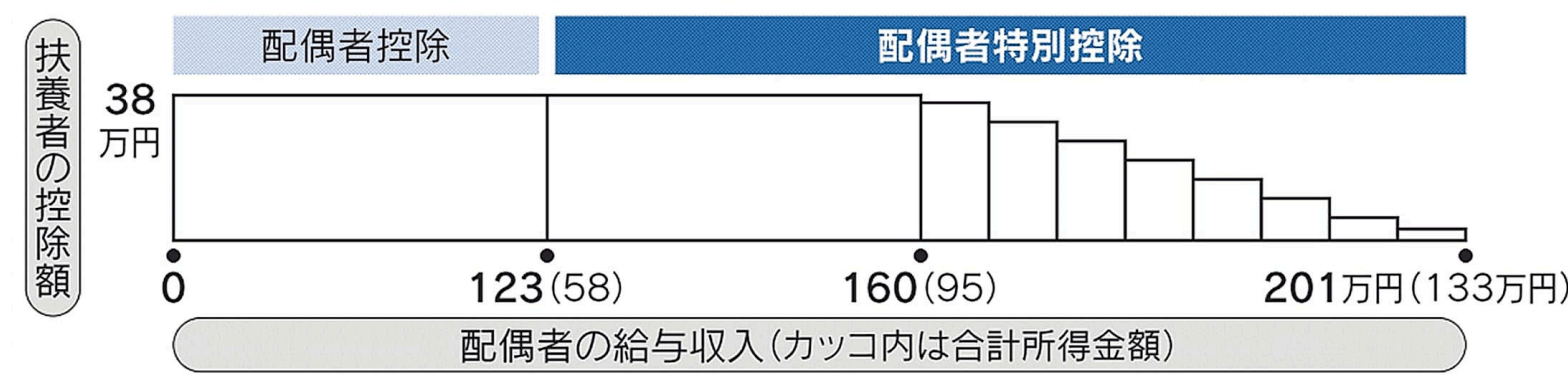 配偶者控除
配偶者特別控除
扶養者の控除額
38
万円
0
123(58)
160(95)
201万円(133万円)
配偶者の給与収入(カッコ内は合計所得金額)